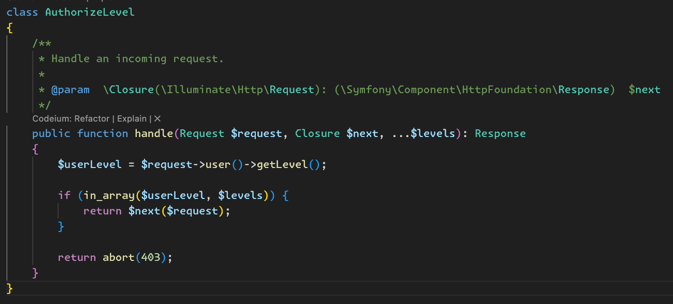 class AuthorizeLevel
{
    /**
     * Handle an incoming request.
     *
     * @param  \Closure(\Illuminate\Http\Request): (\Symfony\Component\HttpFoundation\Response)  $next
     */
Codeium: Refactor | Explain | ✕
    public function handle(Request $request, Closure $next, ...$levels): Response
    {
        $userLevel = $request->user()->getLevel();

        if (in_array($userLevel, $levels)) {
            return $next($request);
        }

        return abort(403);
    }
}